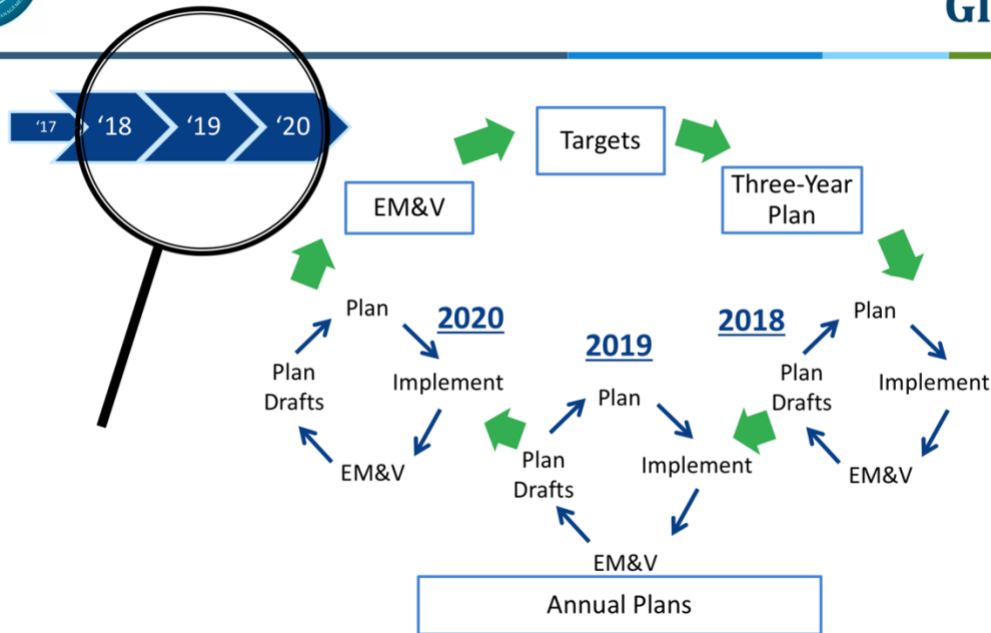 GI
‘17
‘18
‘19
‘20
Targets
Three-Year
Plan
EM&V
Plan
2020
Implement
EM&V
Plan
Drafts
2019
Plan
Implement
EM&V
Plan
Drafts
2018
Plan
Implement
EM&V
Plan
Drafts
Annual Plans